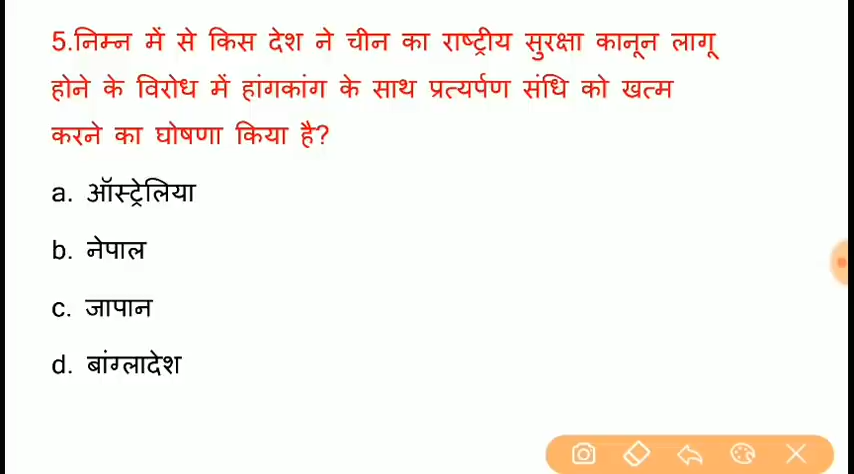 5.निम्न में से किस देश ने चीन का राष्ट्रीय सुरक्षा कानून लागू
होने के विरोध में हांगकांग के साथ प्रत्यर्पण संधि को खत्म
करने का घोषणा किया है?
a. ऑस्ट्रेलिया
b. नेपाल
c. जापान
d. बांग्लादेश